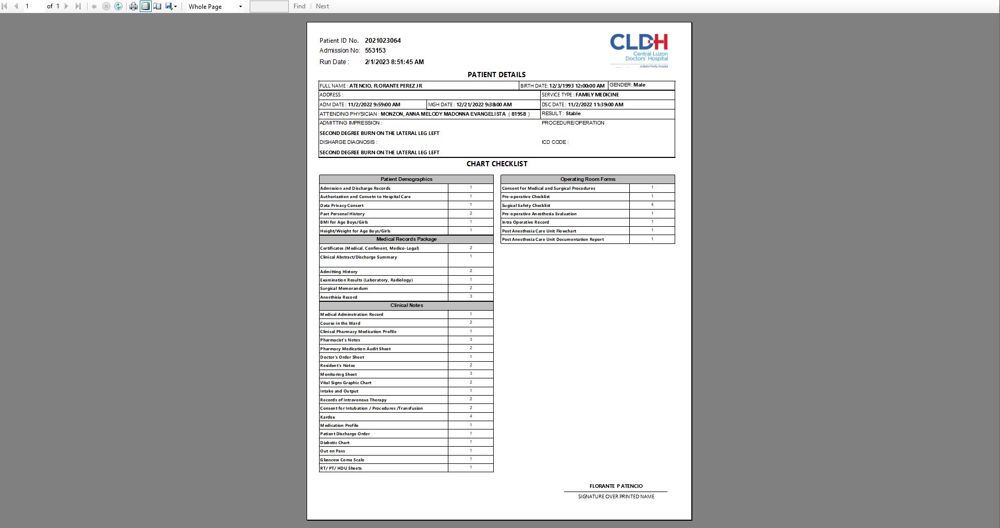 1 of 1 Whole Page Find Next
Patient ID No. 2021023064
Admission No: 553153
Run Date : 2/1/2023 8:51:45 AM
CLDH
Central Luzon
Doctors' Hospital
A Metro Pacific Hospital
PATIENT DETAILS
FULL NAME : ATENCIO, FLORANTE PEREZ JR BIRTH DATE: 12/3/1993 12:00:00 AM GENDER: Male
ADDRESS : SERVICE TYPE : FAMILY MEDICINE
ADM DATE : 11/2/2022 9:59:00 AM MGH DATE : 12/21/2022 9:38:00 AM DSC DATE : 11/2/2022 11:39:00 AM
ATTENDING PHYSICIAN : MONZON, ANNA MELODY MADONNA EVANGELISTA ( 81958 ) RESULT : Stable
ADMITTING IMPRESSION : PROCEDURE/OPERATION
SECOND DEGREE BURN ON THE LATERAL LEG LEFT
DISHARGE DIAGNOSIS : ICD CODE :
SECOND DEGREE BURN ON THE LATERAL LEG LEFT
CHART CHECKLIST
Patient Demographics
Admission and Discharge Records 1
Authorization and Consetn to Hospital Care 1
Data Privacy Consert 1
Past Personal History 2
BMI for Age Boys/Girls 1
Height/Weight for Age Boys/Girls 1
Medical Records Package
Certificates (Medical, Confiment, Medico-Legal) 2
Clinical Abstract/Discharge Summary 1
Admitting History 2
Examination Results (Laboratory, Radiology) 1
Surgical Memorandum 2
Anesthisia Record 3
Clinical Notes
Medical Adminstration Record 1
Course in the Ward 2
Clinical Pharmacy Medication Profile 1
Pharmacist's Notes 3
Pharmacy Medication Audit Sheet 2
Doctor's Order Sheet 1
Resident's Notes 2
Monitoring Sheet 3
Vital Signs Graphic Chart 2
Intake and Output 1
Records of Intravenous Therapy 2
Consent for Intubation / Procedures /Transfusion 2
Kardex 4
Medication Profile 1
Patient Discharge Order 1
Diabetic Chart 1
Out on Pass 1
Glasscow Coma Scale 1
RT/ PT/ HDU Sheets 1
Operating Room Forms
Consent for Medical and Surgical Procedures 1
Pre-operative Checklist 1
Sugical Safety Checklist 4
Pre-operative Anesthesia Evaluation 1
Intra Operative Record 1
Post Anesthesia Care Unit Flowchart 1
Post Anesthesia Care Unit Documentation Report 1
FLORANTE P ATENCIO
SIGNATURE OVER PRINTED NAME